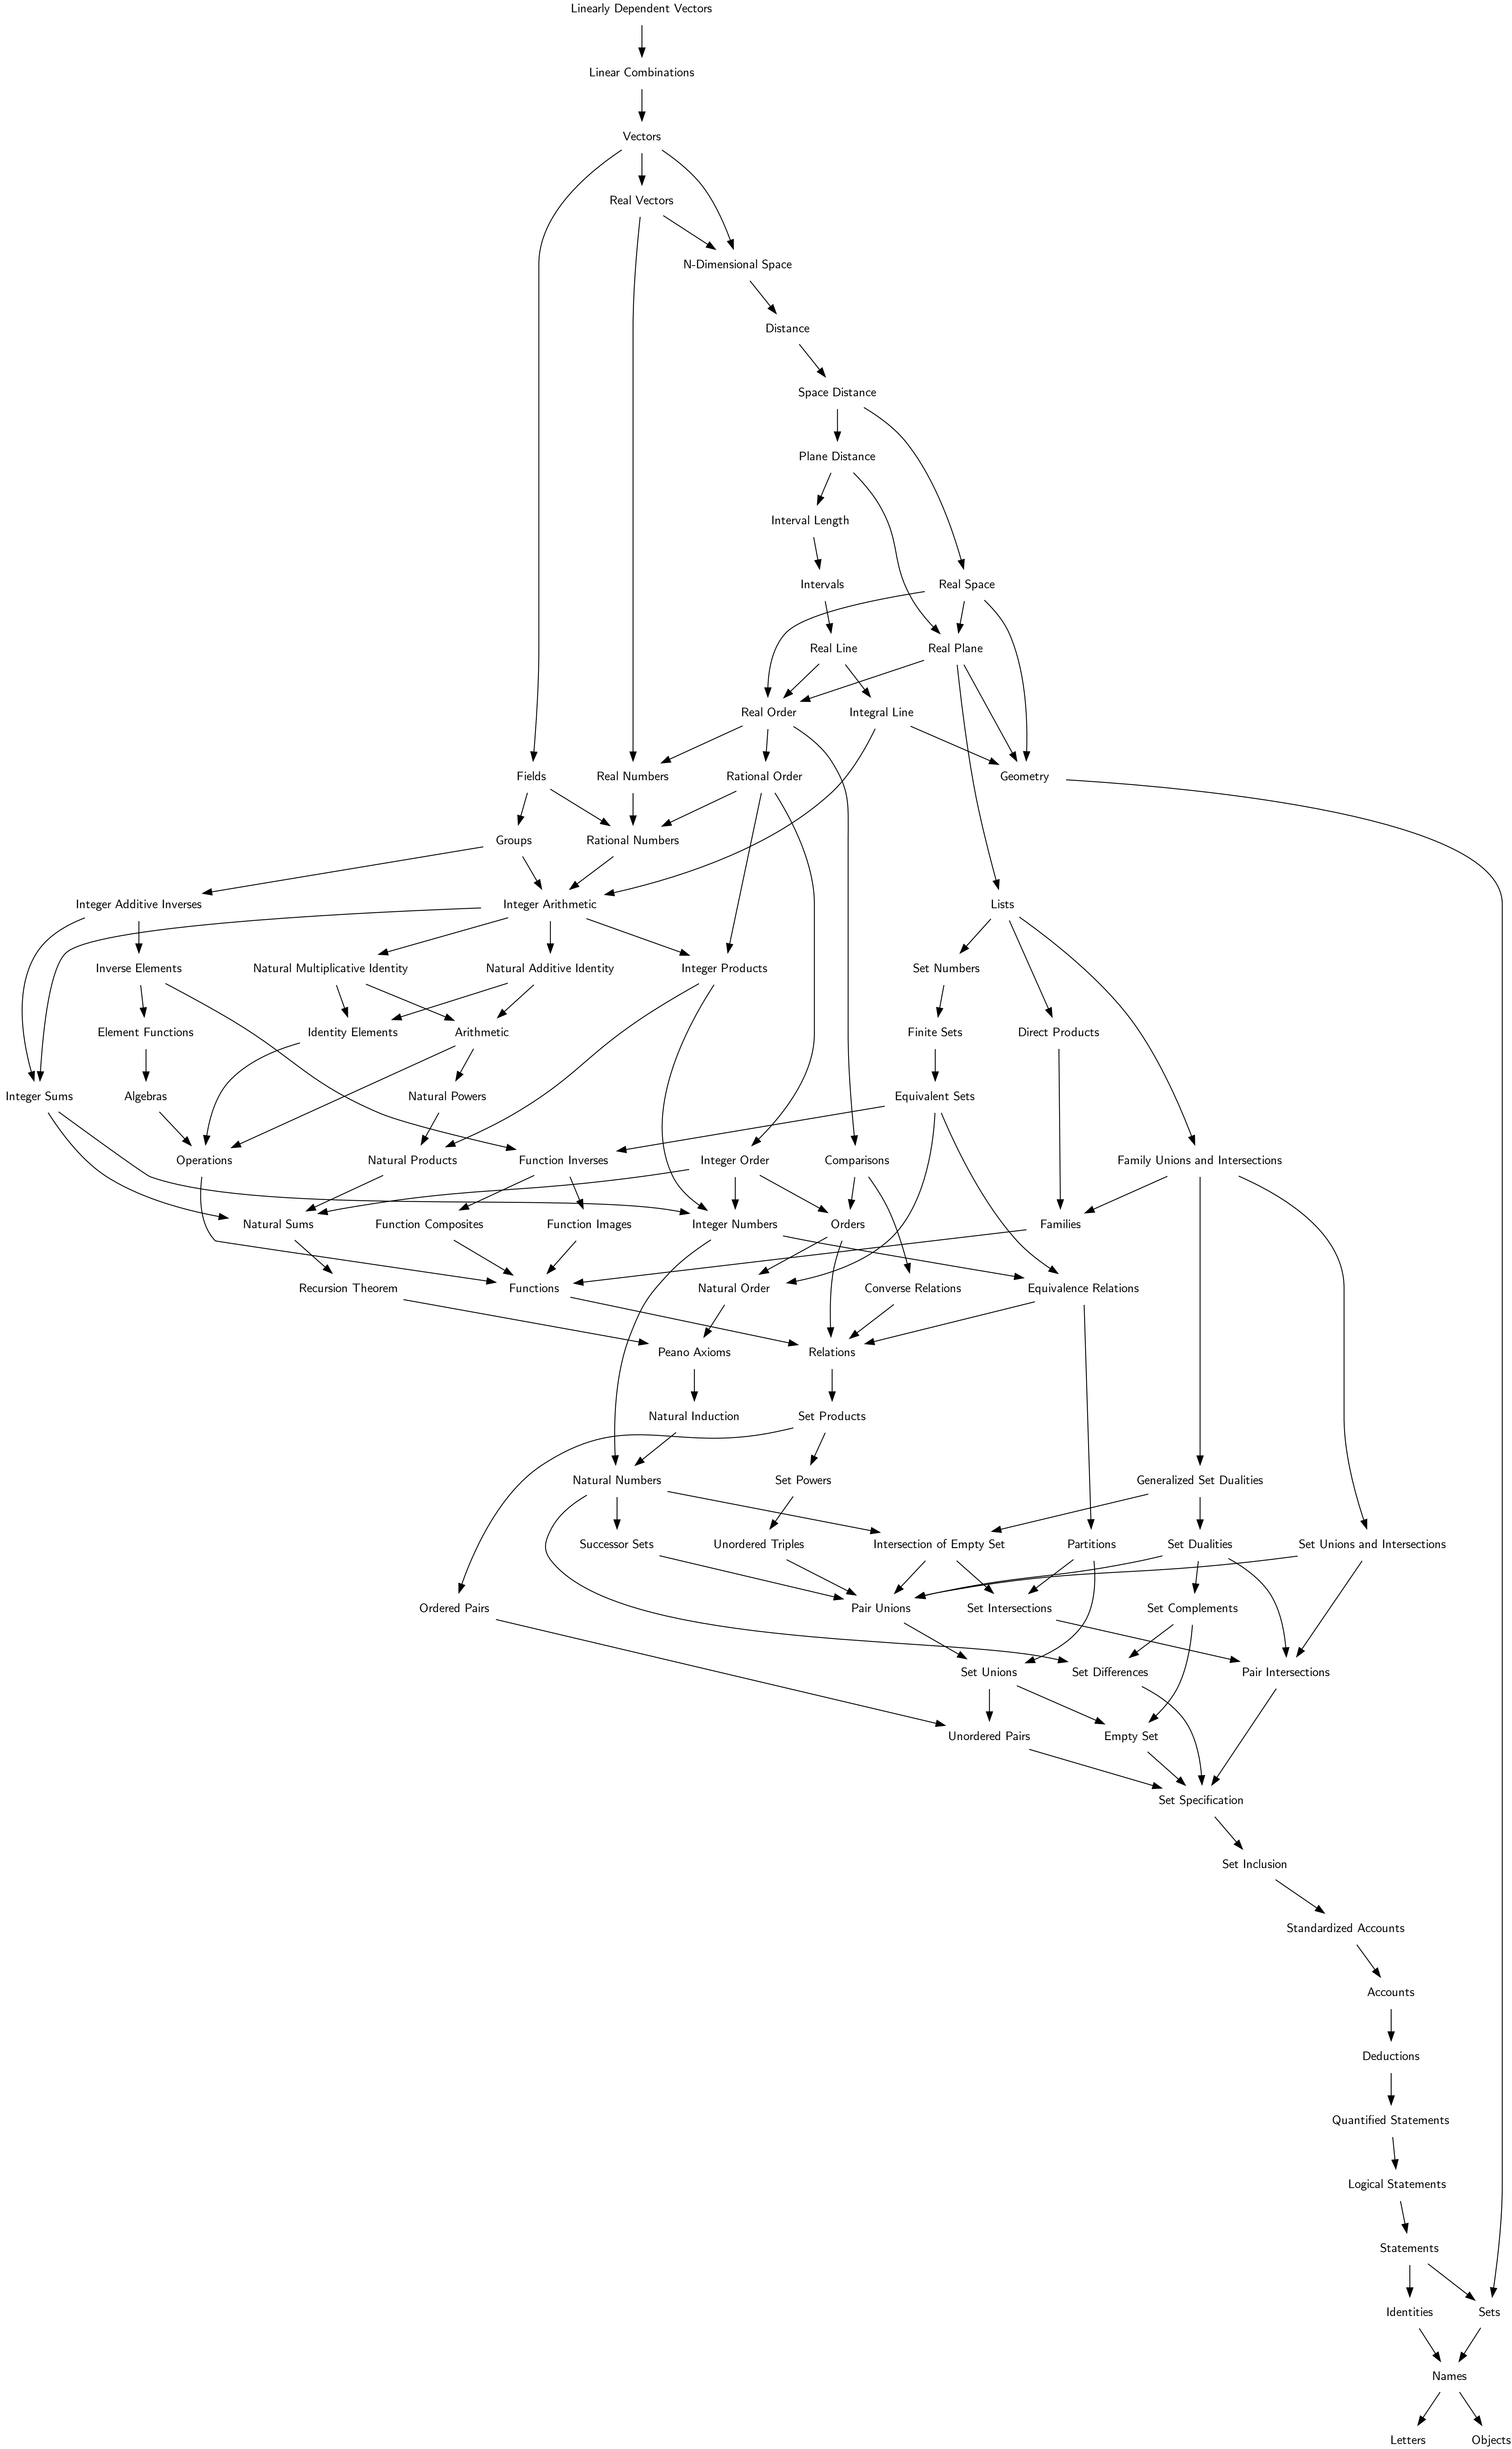 Linearly Dependent Vectors
Linear Combinations
Vectors
Real Vectors
N-Dimensional Space
Distance
Space Distance
Plane Distance
Interval Length
Intervals
Real Space
Real Line
Real Plane
Real Order
Integral Line
Fields
Real Numbers
Rational Order
Geometry
Groups
Rational Numbers
Integer Additive Inverses
Integer Arithmetic
Lists
Inverse Elements
Natural Multiplicative Identity
Natural Additive Identity
Integer Products
Set Numbers
Element Functions
Identity Elements
Arithmetic
Finite Sets
Direct Products
Integer Sums
Algebras
Natural Powers
Equivalent Sets
Operations
Natural Products
Function Inverses
Integer Order
Comparisons
Family Unions and Intersections
Natural Sums
Function Composites
Function Images
Integer Numbers
Orders
Families
Recursion Theorem
Functions
Natural Order
Converse Relations
Equivalence Relations
Peano Axioms
Relations
Natural Induction
Set Products
Natural Numbers
Set Powers
Generalized Set Dualities
Successor Sets
Unordered Triples
Intersection of Empty Set
Partitions
Set Dualities
Set Unions and Intersections
Ordered Pairs
Pair Unions
Set Intersections
Set Complements
Set Unions
Set Differences
Pair Intersections
Unordered Pairs
Empty Set
Set Specification
Set Inclusion
Standardized Accounts
Accounts
Deductions
Quantified Statements
Logical Statements
Statements
Identities
Sets
Names
Letters
Objects